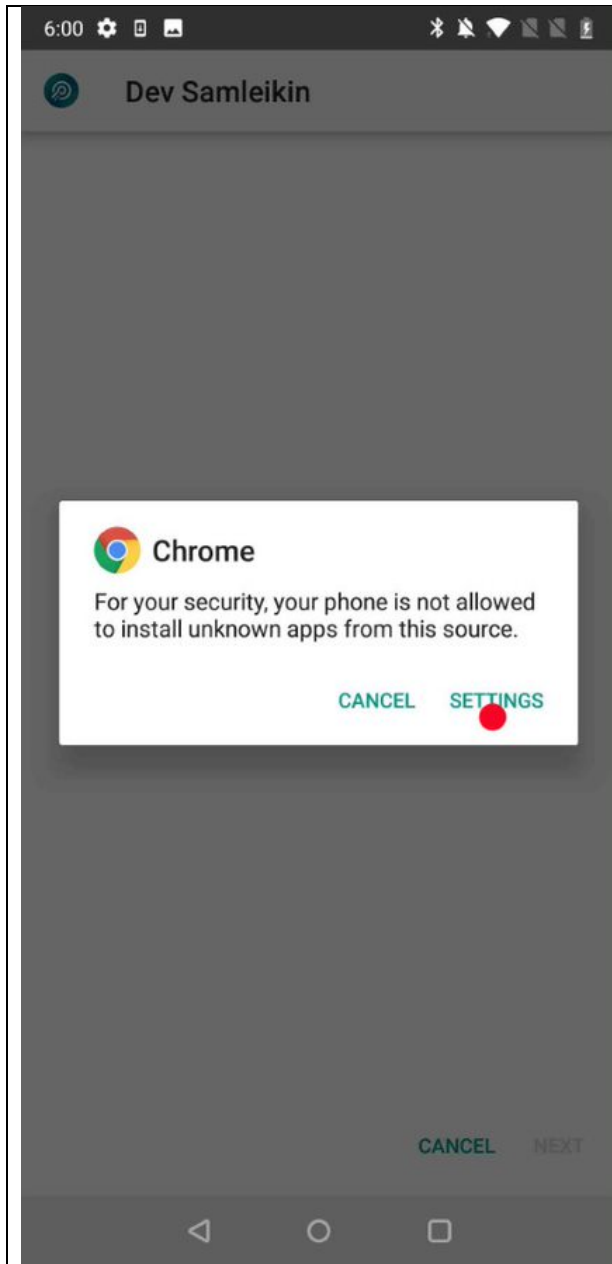 6:00
Dev Samleikin
Chrome
For your security, your phone is not allowed
to install unknown apps from this source.
CANCEL SETTINGS
CANCEL NEXT